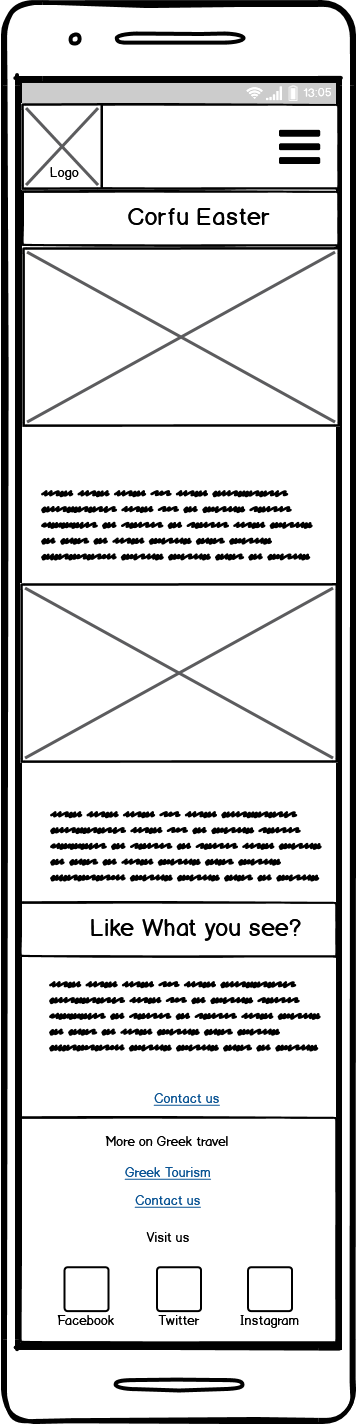 13:05
Logo
Corfu Easter
Like What you see?
Contact us
More on Greek travel
Greek Tourism
Contact us
Visit us
Facebook Twitter Instagram